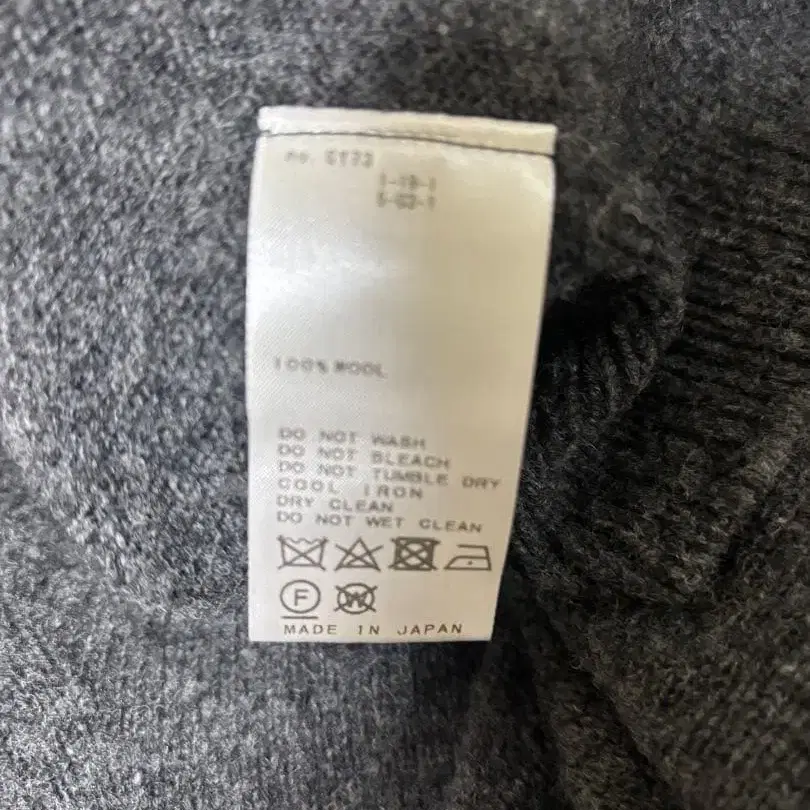 100% WOOL
DO NOT WASH
DO NOT BLEACH
DO NOT TUMBLE DRY
COOL IRON
DRY CLEAN
DO NOT WET CLEAN
F W
MADE IN JAPAN